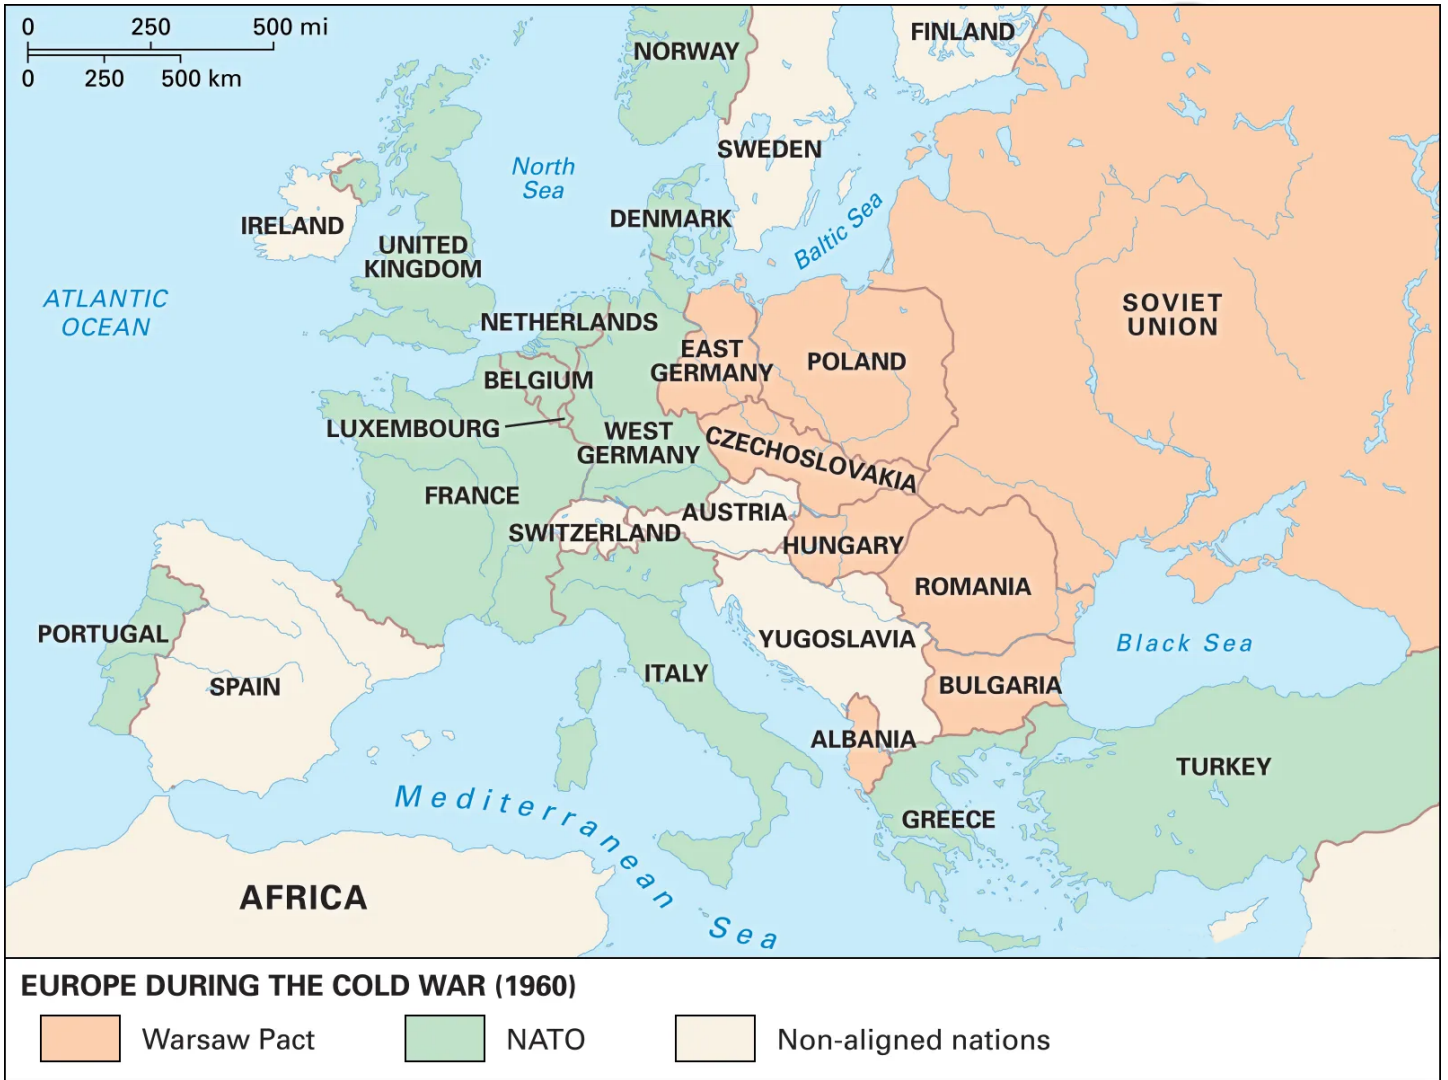 0 250 500 mi
0 250 500 km
NORWAY
FINLAND
SWEDEN
North
Sea
IRELAND
DENMARK
Baltic Sea
UNITED
KINGDOM
ATLANTIC
OCEAN
SOVIET
UNION
NETHERLANDS
EAST
GERMANY
POLAND
BELGIUM
LUXEMBOURG
WEST
GERMANY
CZECHOSLOVAKIA
FRANCE
AUSTRIA
SWITZERLAND
HUNGARY
ROMANIA
PORTUGAL
YUGOSLAVIA
Black Sea
SPAIN
ITALY
BULGARIA
ALBANIA
TURKEY
Mediterranean Sea
GREECE
AFRICA
EUROPE DURING THE COLD WAR (1960)
Warsaw Pact NATO Non-aligned nations